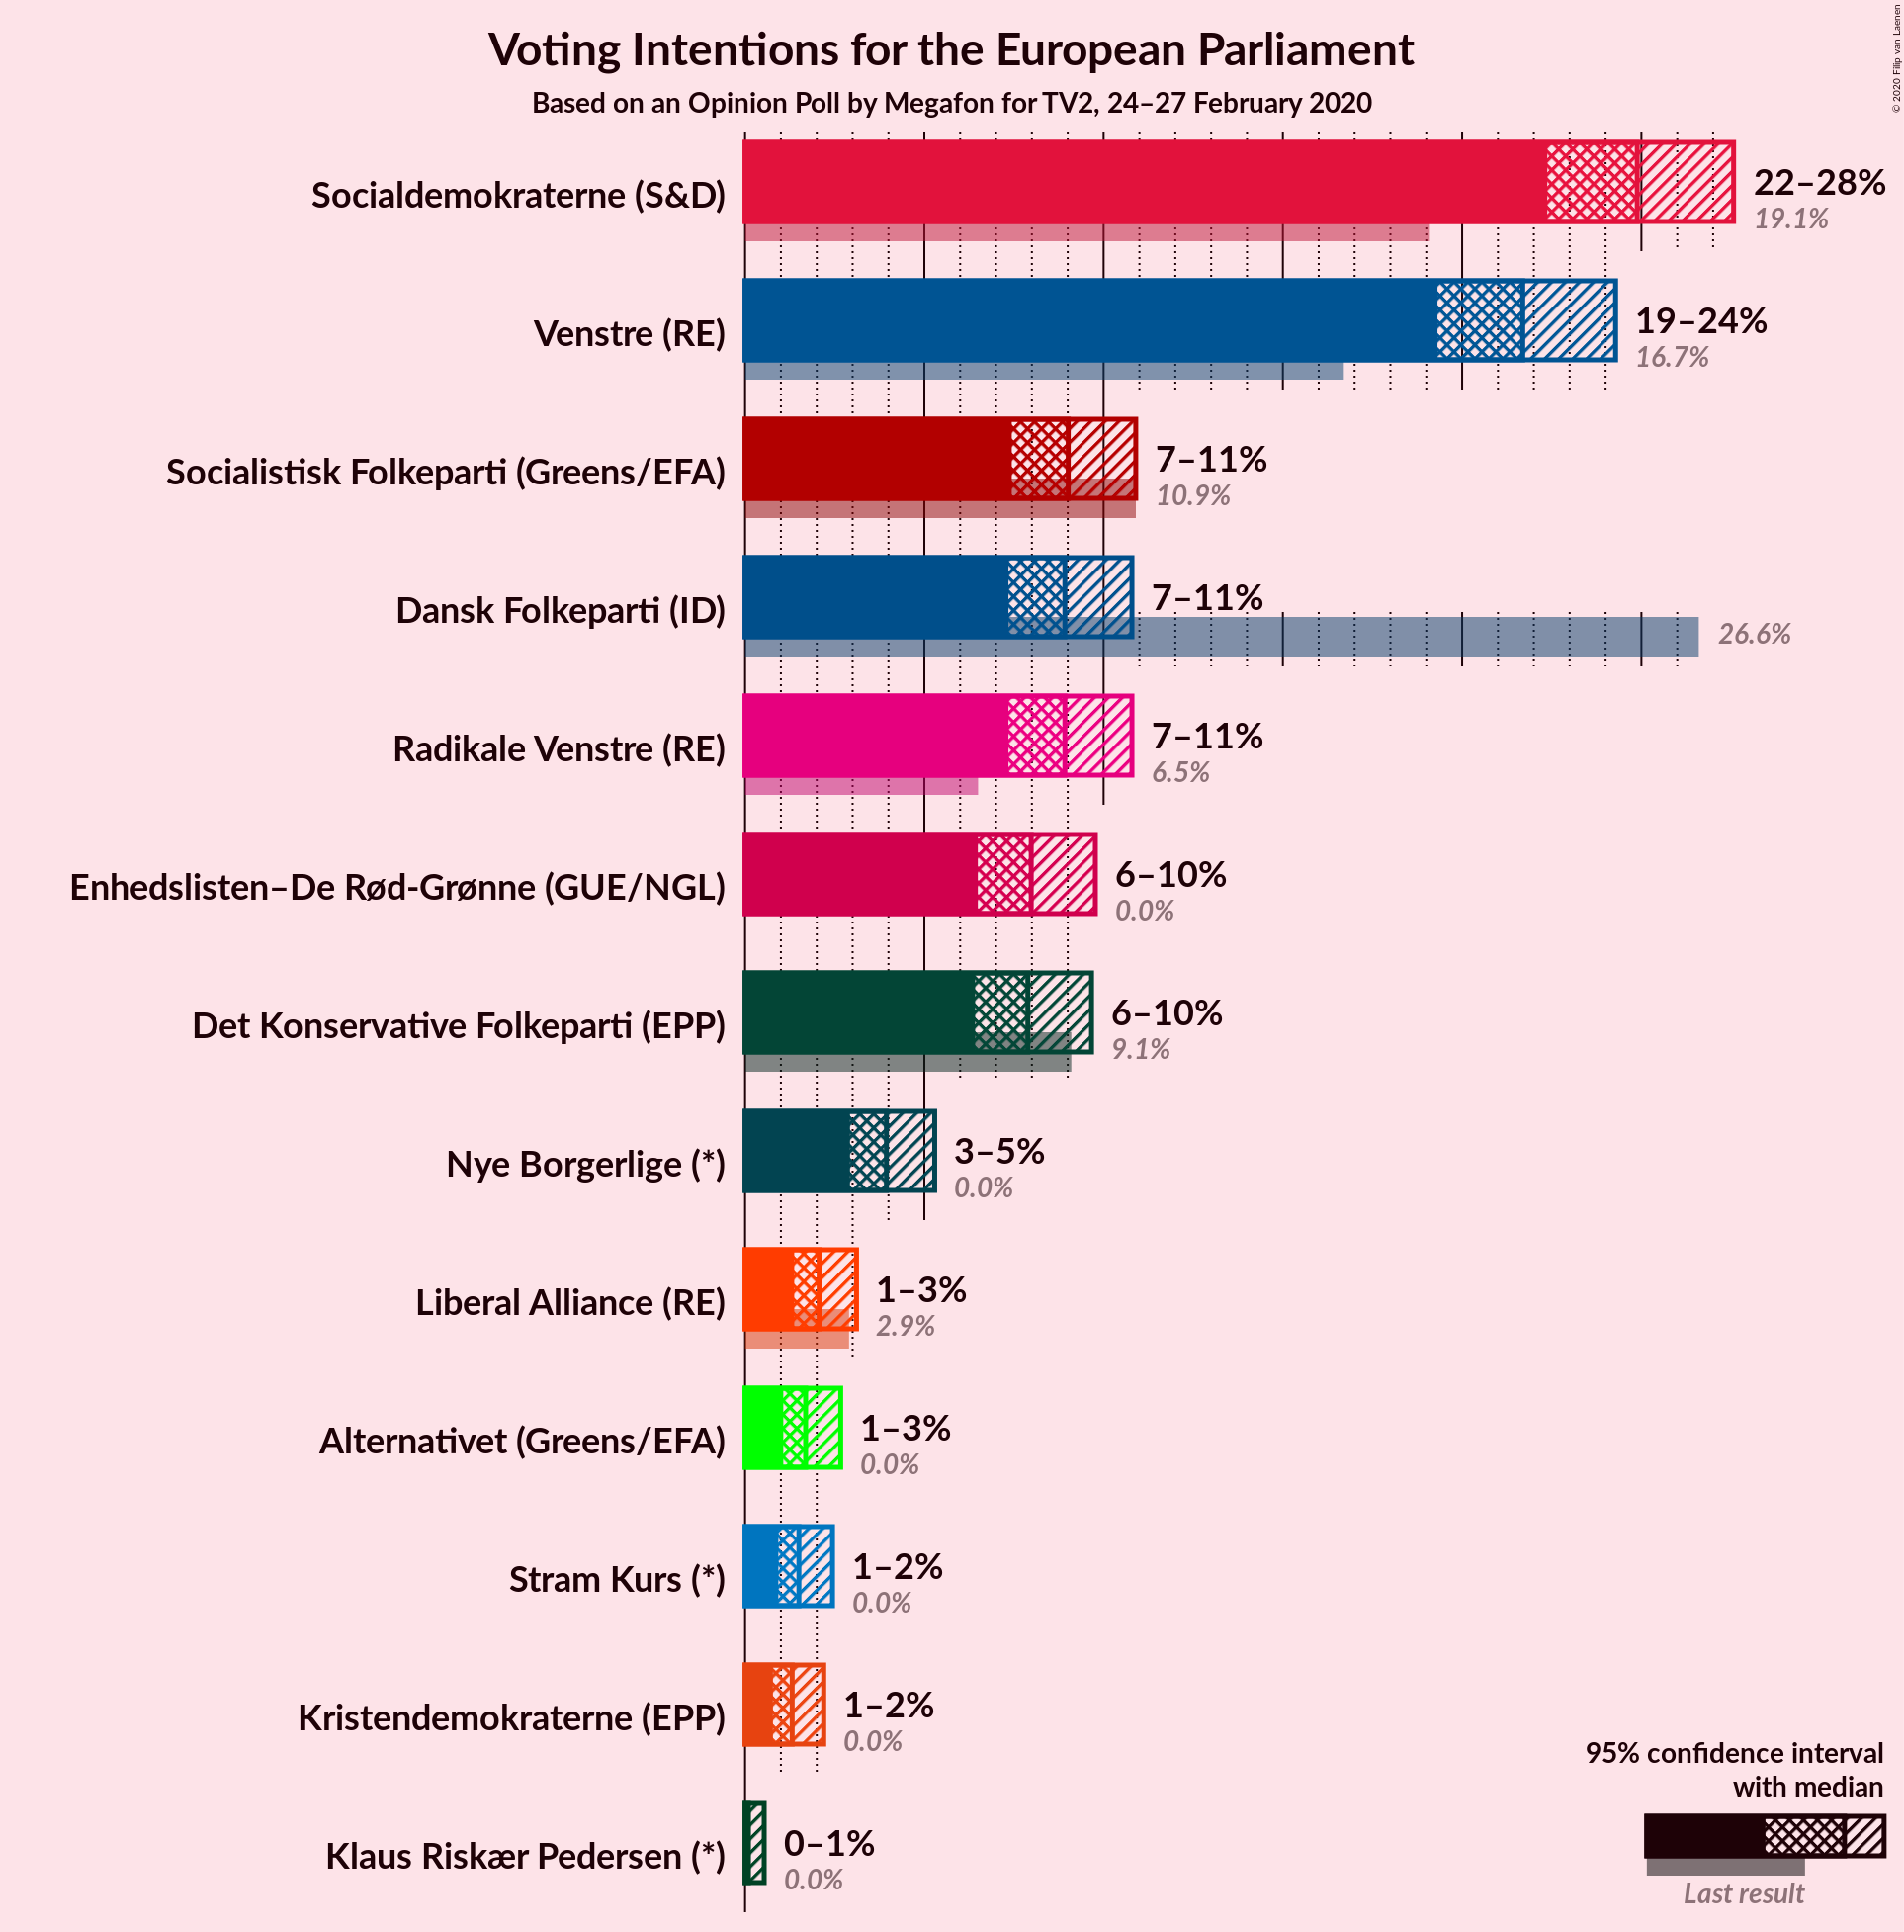 Voting Intentions for the European Parliament
Based on an Opinion Poll by Megafon for TV2, 24–27 February 2020
© 2020 Filip van Laenen
Socialdemokraterne (S&D)
22–28%
19.1%
Venstre (RE)
19–24%
16.7%
Socialistisk Folkeparti (Greens/EFA)
7–11%
10.9%
Dansk Folkeparti (ID)
7–11%
26.6%
Radikale Venstre (RE)
7–11%
6.5%
Enhedslisten–De Rød-Grønne (GUE/NGL)
6–10%
0.0%
Det Konservative Folkeparti (EPP)
6–10%
9.1%
Nye Borgerlige (*)
3–5%
0.0%
Liberal Alliance (RE)
1–3%
2.9%
Alternativet (Greens/EFA)
1–3%
0.0%
Stram Kurs (*)
1–2%
0.0%
Kristendemokraterne (EPP)
1–2%
0.0%
Klaus Riskær Pedersen (*)
0–1%
0.0%
95% confidence interval
with median
Last result